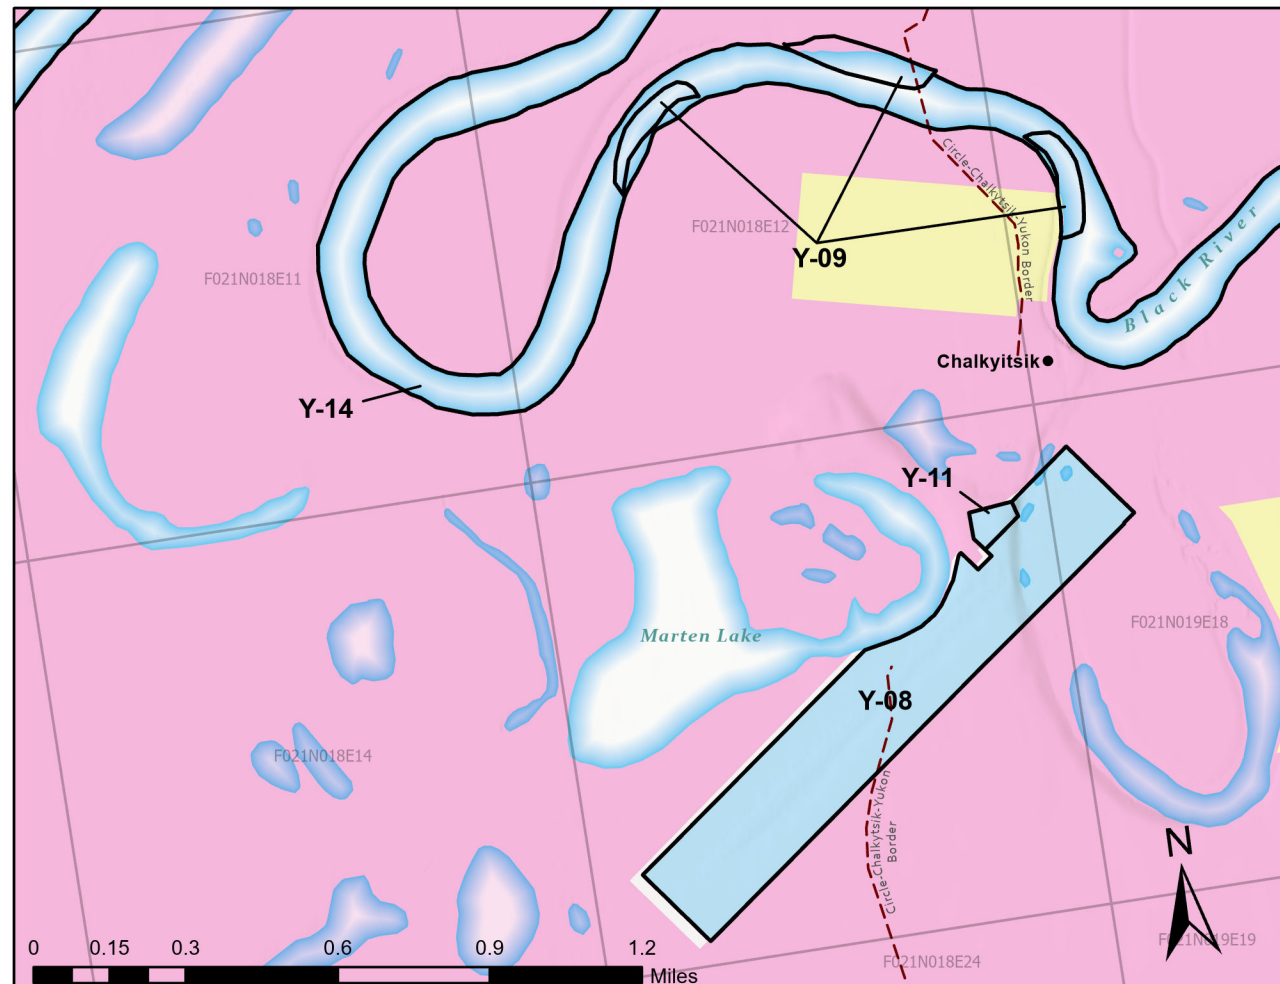 Circle-Chalkytsik-Yukon Border
F021N018E12
Black River
Y-09
F021N018E11
Chalkyitsik
Y-14
Y-11
F021N019E18
Marten Lake
Y-08
F021N018E14
Circle-Chalkytsik-Yukon
Border
N
F021N019E19
F021N018E24
0 0.15 0.3 0.6 0.9 1.2
Miles